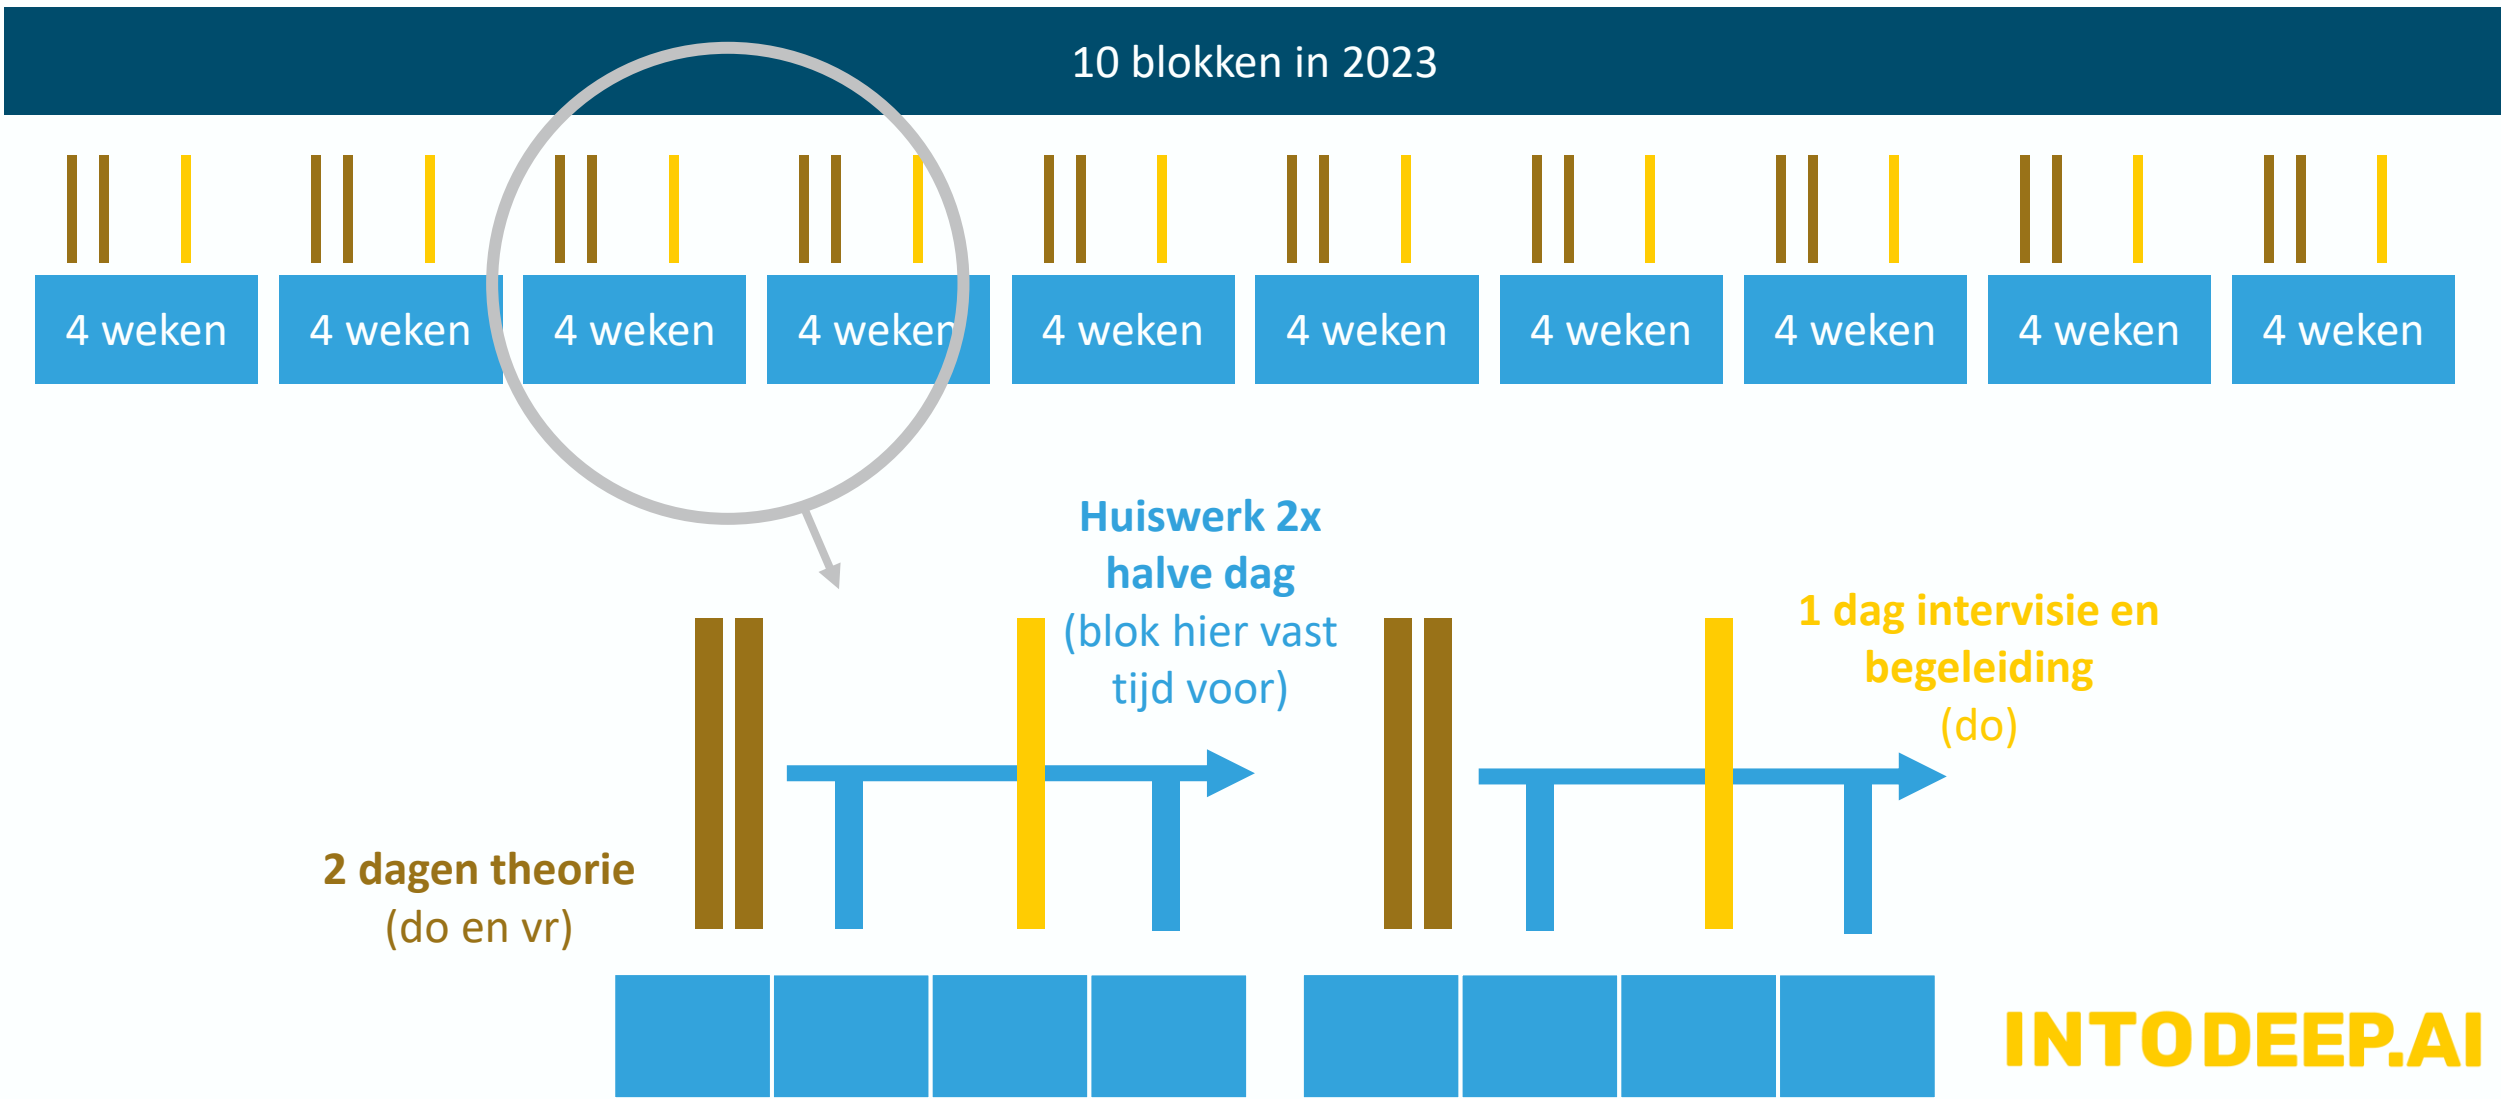 10 blokken in 2023
4 weken
4 weken
4 weken
4 weken
4 weken
4 weken
4 weken
4 weken
4 weken
4 weken
Huiswerk 2x
halve dag
(blok hier vast
tijd voor)
1 dag intervisie en
begeleiding
(do)
2 dagen theorie
(do en vr)
INTODEEP.AI